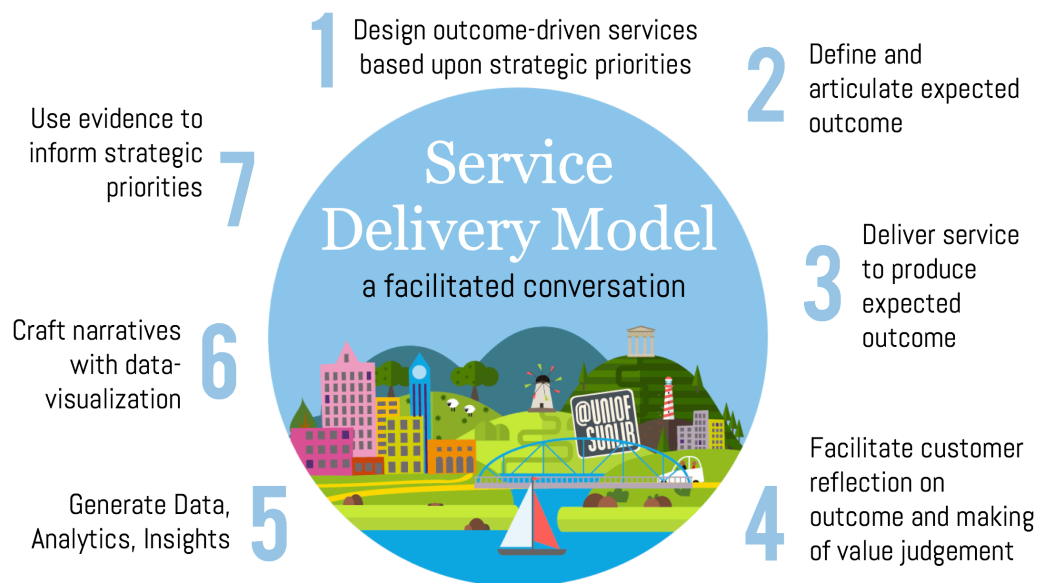 1
Design outcome-driven services
based upon strategic priorities
2
Define and
articulate expected
outcome
3
Deliver service
to produce
expected
outcome
4
Facilitate customer
reflection on
outcome and making
of value judgement
5
Generate Data,
Analytics, Insights
6
Craft narratives
with data-
visualization
7
Use evidence to
inform strategic
priorities
Service
Delivery Model
a facilitated conversation
@UNIOF
SUNLIB